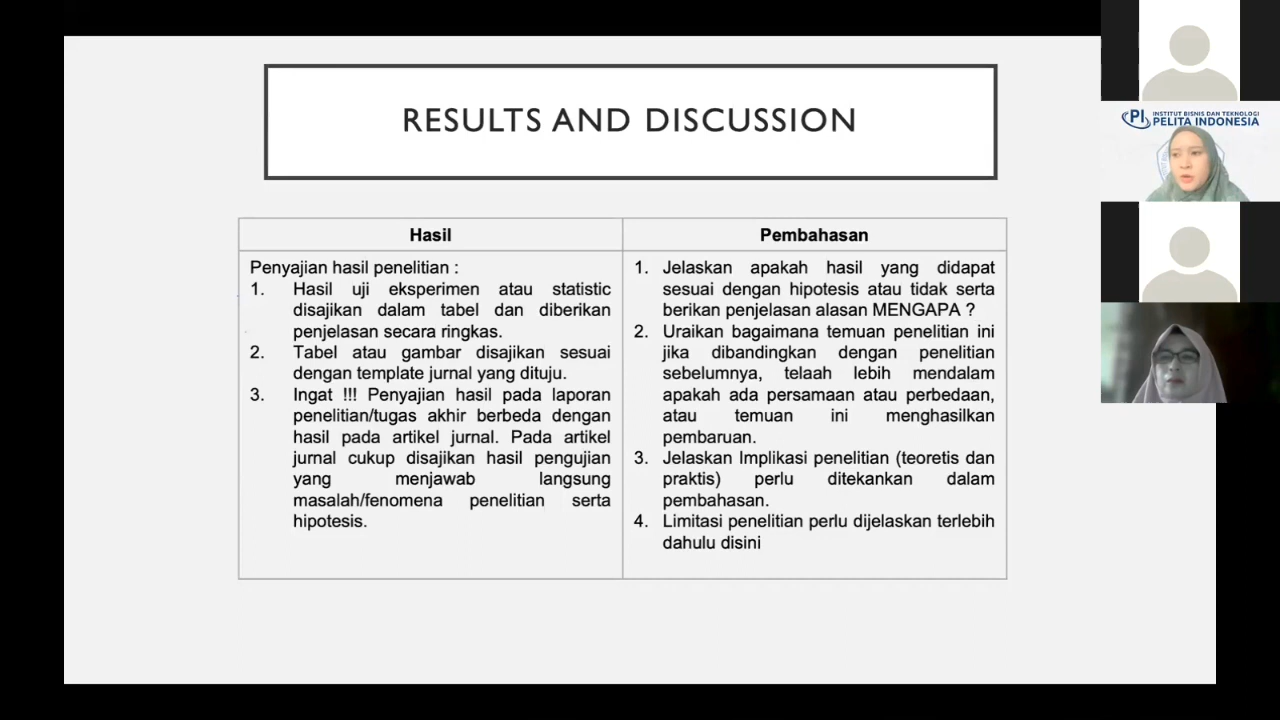 RESULTS AND DISCUSSION
PI INSTITUT BISNIS DAN TEKNOLOGI
PELITA INDONESIA
Hasil
Penyajian hasil penelitian :
1. Hasil uji eksperimen atau statistic
disajikan dalam tabel dan diberikan
penjelasan secara ringkas.
2. Tabel atau gambar disajikan sesuai
dengan template jurnal yang dituju.
3. Ingat !!! Penyajian hasil pada laporan
penelitian/tugas akhir berbeda dengan
hasil pada artikel jurnal. Pada artikel
jurnal cukup disajikan hasil pengujian
yang menjawab langsung
masalah/fenomena penelitian serta
hipotesis.
Pembahasan
1. Jelaskan apakah hasil yang didapat
sesuai dengan hipotesis atau tidak serta
berikan penjelasan alasan MENGAPA ?
2. Uraikan bagaimana temuan penelitian ini
jika dibandingkan dengan penelitian
sebelumnya, telaah lebih mendalam
apakah ada persamaan atau perbedaan,
atau temuan ini menghasilkan
pembaruan.
3. Jelaskan Implikasi penelitian (teoretis dan
praktis) perlu ditekankan dalam
pembahasan.
4. Limitasi penelitian perlu dijelaskan terlebih
dahulu disini